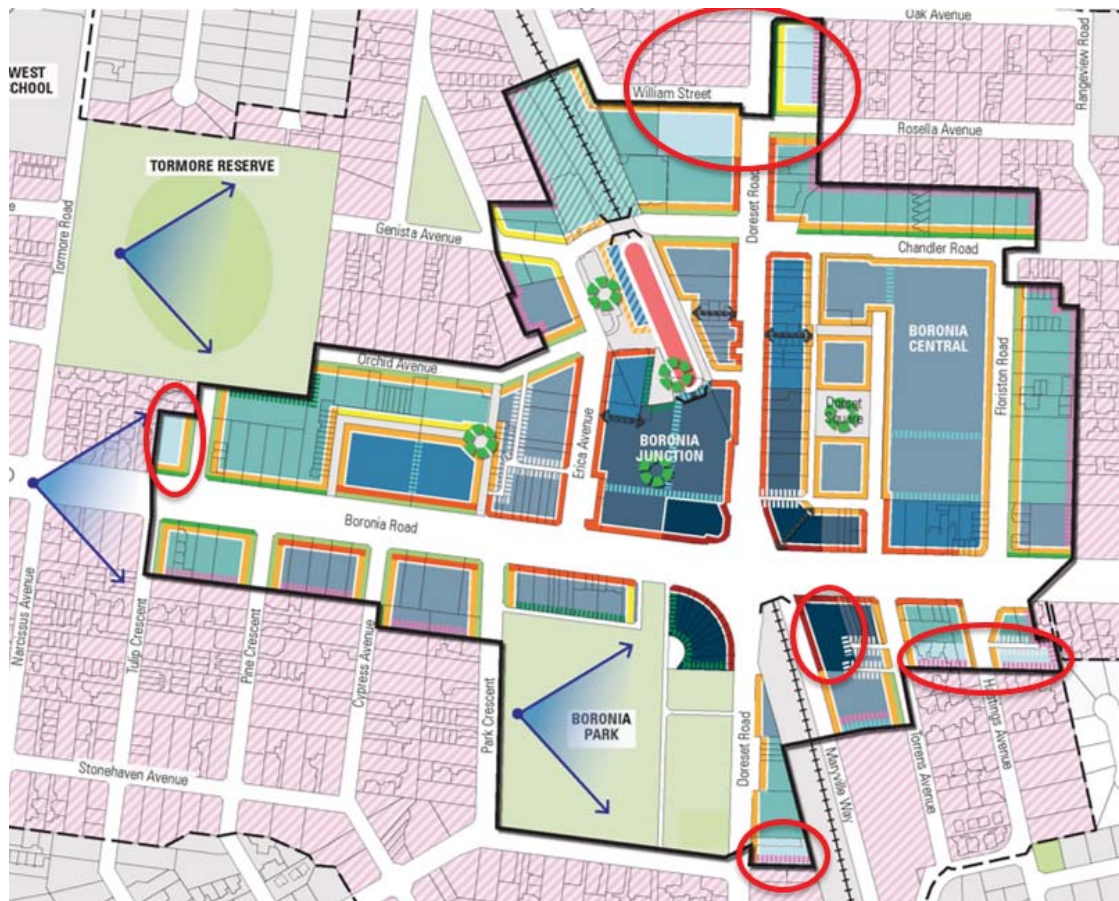 Oak Avenue
Rangeview Road
WEST
CHOOL
William Street
Rosella Avenue
TORMORE RESERVE
Tormore Road
Doreset Road
Genista Avenue
Chandler Road
BORONIA
CENTRAL
Floriston Road
Orchid Avenue
Dorset
Square
Erica Avenue
BORONIA
JUNCTION
Boronia Road
Narcissus Avenue
Tulip Crescent
Pine Crescent
Cypress Avenue
Park Crescent
BORONIA
PARK
Doreset Road
Maryville Way
Torrens Avenue
Hastings Avenue
Stonehaven Avenue